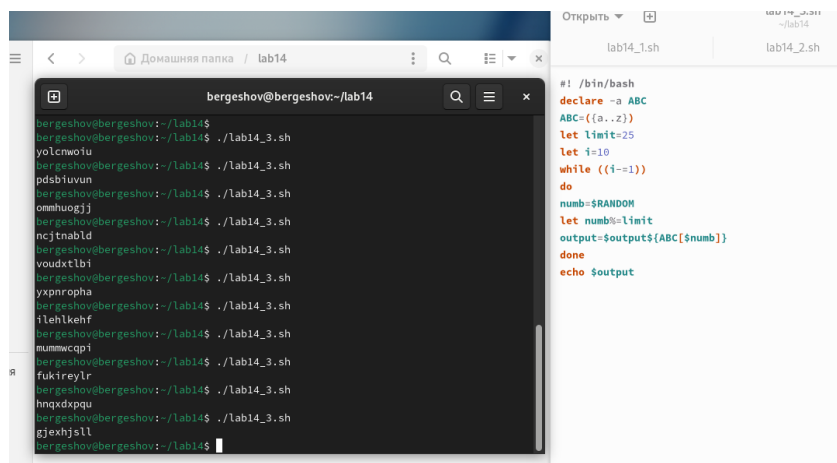 Домашняя папка / lab14
bergeshov@bergeshov:~/lab14
bergeshov@bergeshov:~/lab14$
bergeshov@bergeshov:~/lab14$ ./lab14_3.sh
yolcnwoiu
bergeshov@bergeshov:~/lab14$ ./lab14_3.sh
pdsbiuvun
bergeshov@bergeshov:~/lab14$ ./lab14_3.sh
ommhuogjj
bergeshov@bergeshov:~/lab14$ ./lab14_3.sh
ncjtnabld
bergeshov@bergeshov:~/lab14$ ./lab14_3.sh
voudxtlbi
bergeshov@bergeshov:~/lab14$ ./lab14_3.sh
yxpnropha
bergeshov@bergeshov:~/lab14$ ./lab14_3.sh
ilehlkehf
bergeshov@bergeshov:~/lab14$ ./lab14_3.sh
mummwcqpi
bergeshov@bergeshov:~/lab14$ ./lab14_3.sh
fukireylr
bergeshov@bergeshov:~/lab14$ ./lab14_3.sh
hnqxdxpqu
bergeshov@bergeshov:~/lab14$ ./lab14_3.sh
gjexhjsll
bergeshov@bergeshov:~/lab14$
я
Открыть
lab14_3.sh
~/lab14
lab14_1.sh lab14_2.sh
#! /bin/bash
declare -a ABC
ABC=({a..z})
let limit=25
let i=10
while ((i-=1))
do
numb=$RANDOM
let numb%=limit
output=$output${ABC[$numb]}
done
echo $output